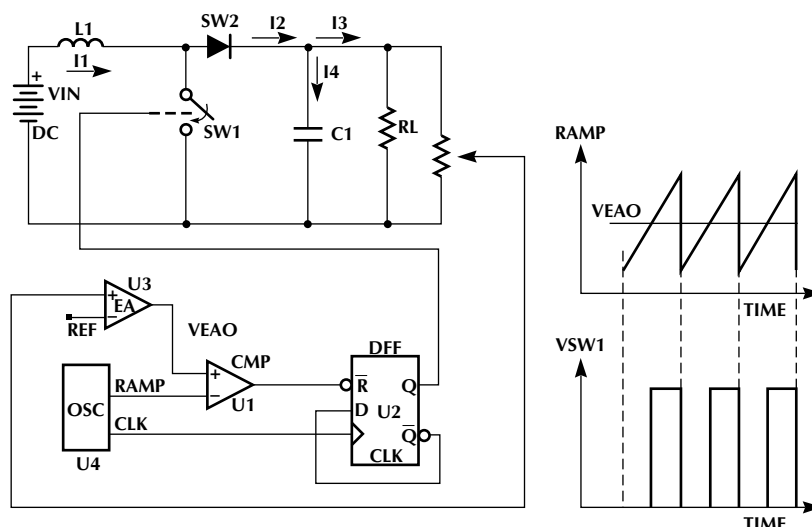 L1
SW2
I2
I3
I1
I4
+
VIN
DC
SW1
C1
RL
RAMP
VEAO
TIME
U3
+
EA
–
REF
VEAO
DFF
CMP
+
–
U1
R
Q
D
U2
Q
CLK
OSC
RAMP
CLK
U4
VSW1
TIME